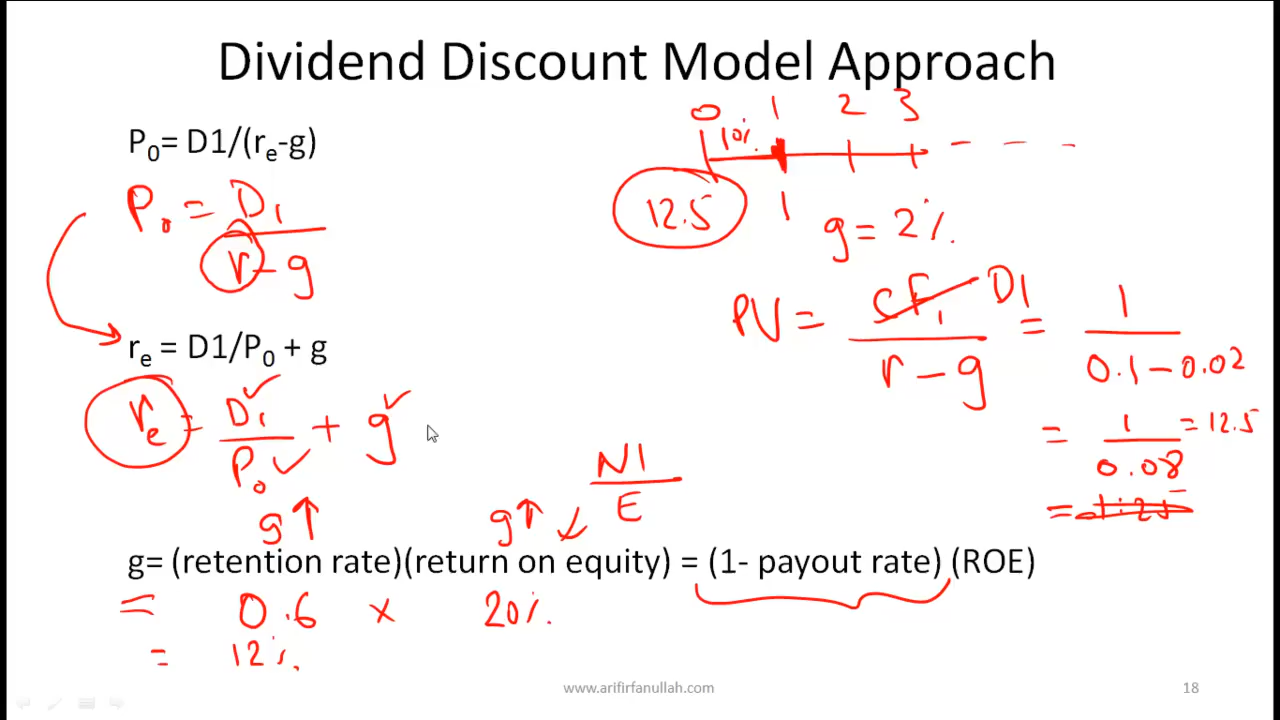 Dividend Discount Model Approach
P₀= D1/(rₑ-g)
P₀ = D₁ / r - g
0 1 2 3 - - -
10%
12.5 1
g = 2%
PV = CF₁ D1 / r - g = 1 / 0.1 - 0.02
= 1 / 0.08 = 12.5
= 1.25
rₑ = D1/P₀ + g
rₑ = D₁ / P₀ + g
g↑ g↑ NI / E
g= (retention rate)(return on equity) = (1- payout rate) (ROE)
= 0.6 x 20%
= 12%
www.arifirfanullah.com
18